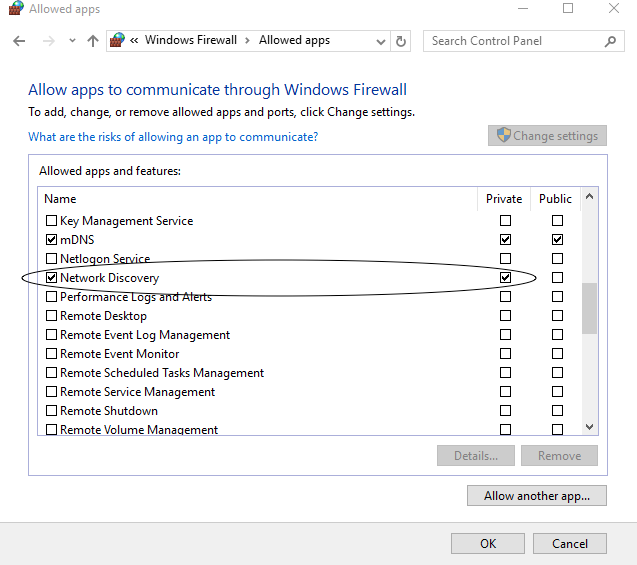 Allowed apps
« Windows Firewall > Allowed apps
Search Control Panel
Allow apps to communicate through Windows Firewall
To add, change, or remove allowed apps and ports, click Change settings.
What are the risks of allowing an app to communicate?
Change settings
Allowed apps and features:
Name Private Public
Key Management Service
mDNS
Netlogon Service
Network Discovery
Performance Logs and Alerts
Remote Desktop
Remote Event Log Management
Remote Event Monitor
Remote Scheduled Tasks Management
Remote Service Management
Remote Shutdown
Remote Volume Management
Details... Remove
Allow another app...
OK Cancel